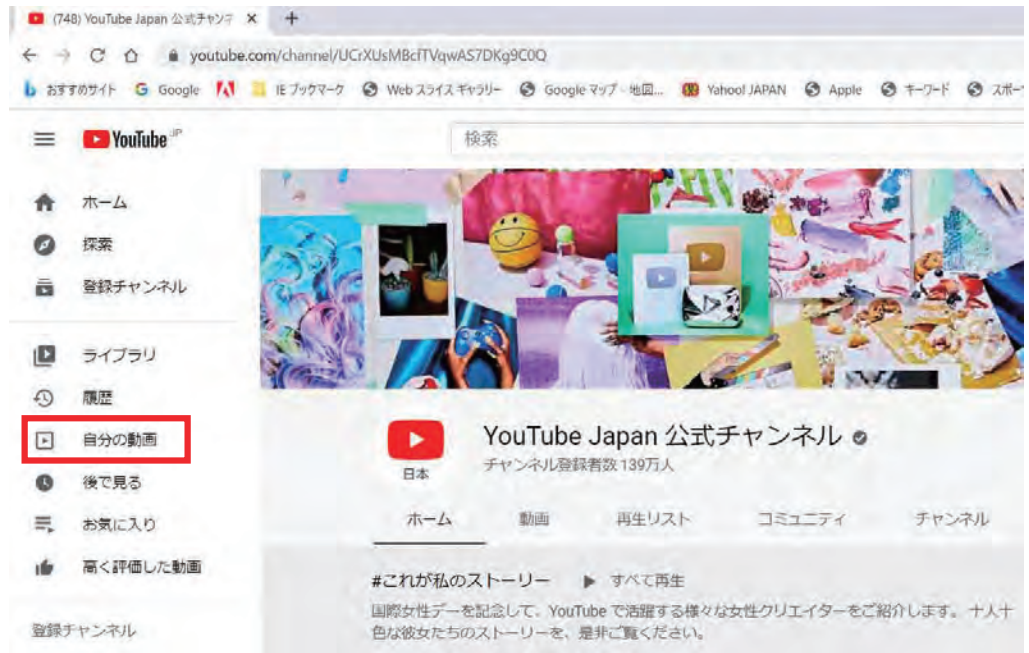 (748) YouTube Japan 公式チャンネ
youtube.com/channel/UCrXUsMBcfTVqwAS7DKg9C0Q
おすすめサイト Google IE ブックマーク Web スライス ギャラリー Google マップ - 地図... Yahoo! JAPAN Apple キーワード スポー
YouTube JP
検索
ホーム
探索
登録チャンネル
ライブラリ
履歴
自分の動画
後で見る
お気に入り
高く評価した動画
登録チャンネル
日本
YouTube Japan 公式チャンネル
チャンネル登録者数 139万人
ホーム 動画 再生リスト コミュニティ チャンネル
#これが私のストーリー ▶ すべて再生
国際女性デーを記念して、YouTube で活躍する様々な女性クリエイターをご紹介します。 十人十
色な彼女たちのストーリーを、是非ご覧ください。